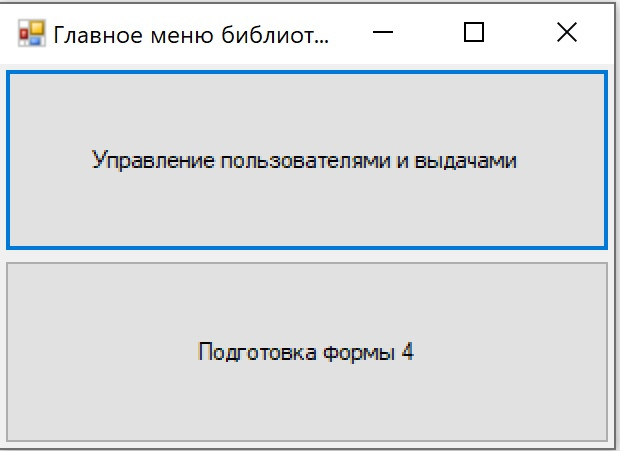 Главное меню библиот...
Управление пользователями и выдачами
Подготовка формы 4